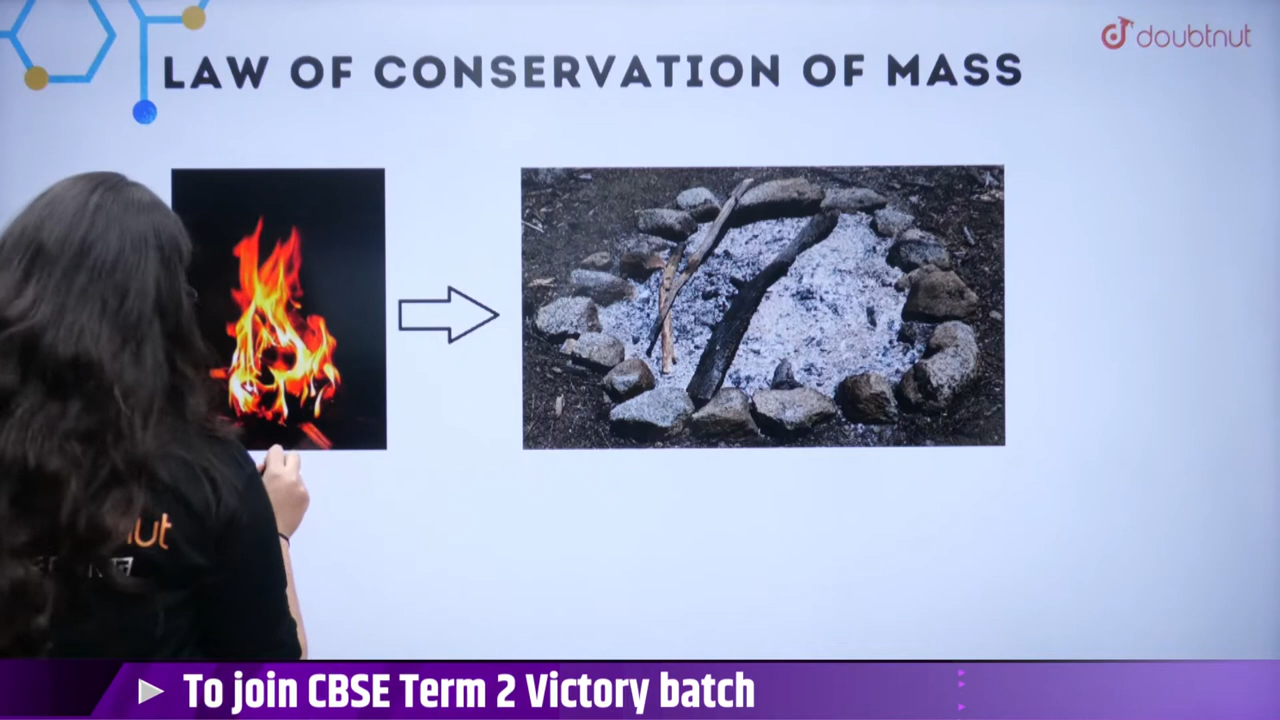 doubtnut
LAW OF CONSERVATION OF MASS
To join CBSE Term 2 Victory batch